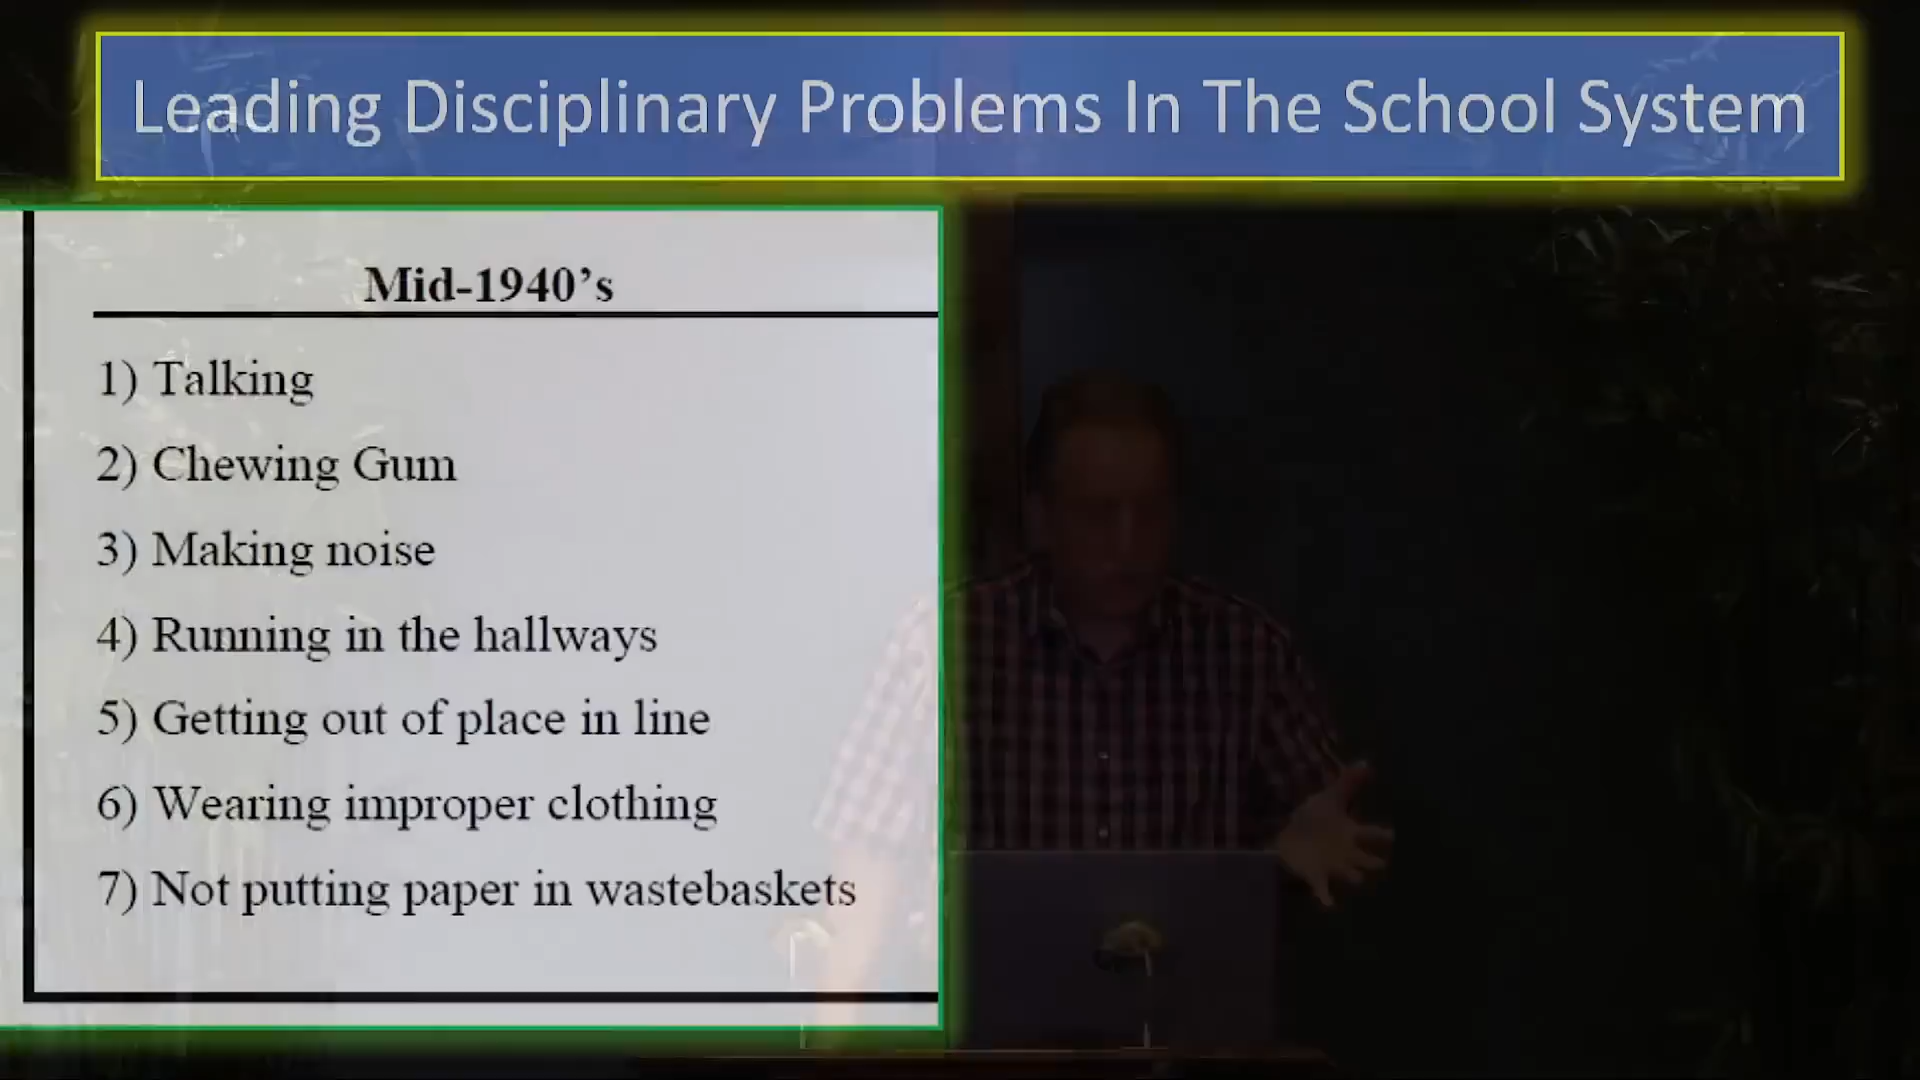 Leading Disciplinary Problems In The School System
Mid-1940’s
1) Talking
2) Chewing Gum
3) Making noise
4) Running in the hallways
5) Getting out of place in line
6) Wearing improper clothing
7) Not putting paper in wastebaskets